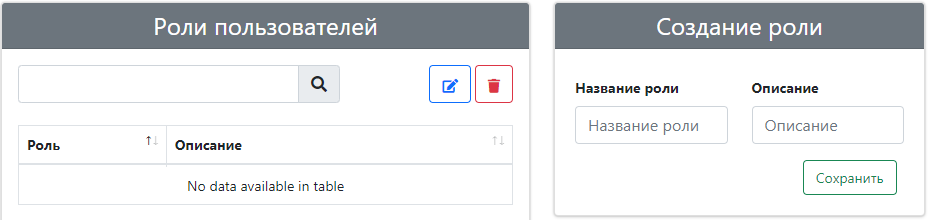 Роли пользователей
Роль
Описание
No data available in table
Создание роли
Название роли
Описание
Название роли
Описание
Сохранить